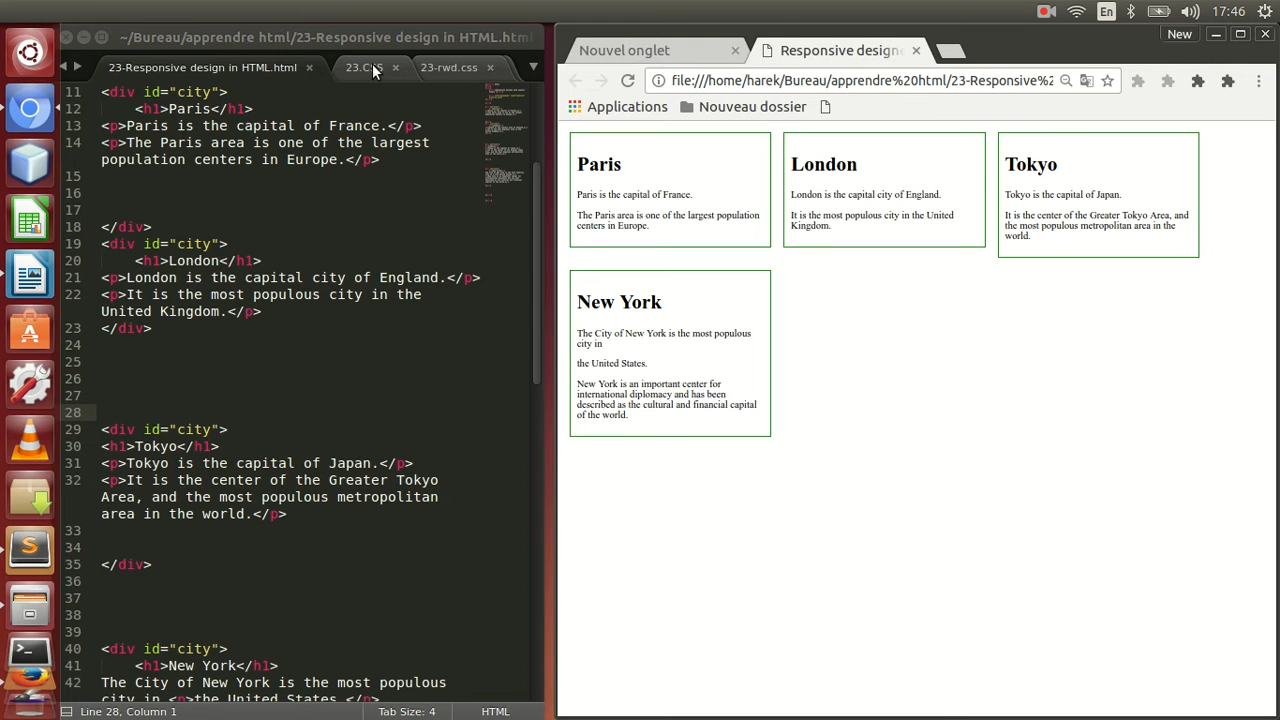 En
17:46
~/Bureau/apprendre html/23-Responsive design in HTML.html
New
23-Responsive design in HTML.html
23.CSS
23-rwd.css
Nouvel onglet
Responsive design
file:///home/harek/Bureau/apprendre%20html/23-Responsive%2
Applications
Nouveau dossier
11 <div id="city">
12 <h1>Paris</h1>
13 <p>Paris is the capital of France.</p>
14 <p>The Paris area is one of the largest
population centers in Europe.</p>
15
16
17
18 </div>
19 <div id="city">
20 <h1>London</h1>
21 <p>London is the capital city of England.</p>
22 <p>It is the most populous city in the
United Kingdom.</p>
23 </div>
24
25
26
27
28
29 <div id="city">
30 <h1>Tokyo</h1>
31 <p>Tokyo is the capital of Japan.</p>
32 <p>It is the center of the Greater Tokyo
Area, and the most populous metropolitan
area in the world.</p>
33
34
35 </div>
36
37
38
39
40 <div id="city">
41 <h1>New York</h1>
42 The City of New York is the most populous
city in <p>the United States.</p>
Line 28, Column 1
Tab Size: 4
HTML
Paris
Paris is the capital of France.
The Paris area is one of the largest population
centers in Europe.
London
London is the capital city of England.
It is the most populous city in the United
Kingdom.
Tokyo
Tokyo is the capital of Japan.
It is the center of the Greater Tokyo Area, and
the most populous metropolitan area in the
world.
New York
The City of New York is the most populous
city in
the United States.
New York is an important center for
international diplomacy and has been
described as the cultural and financial capital
of the world.